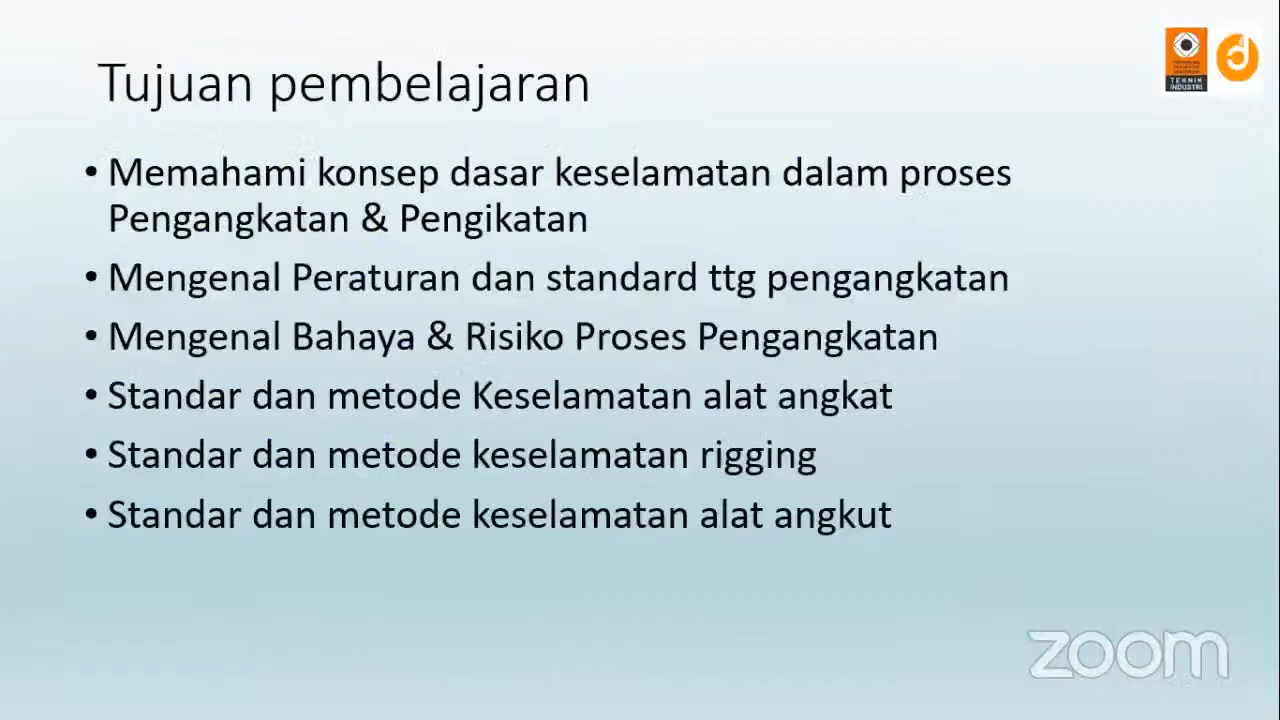 Tujuan pembelajaran
• Memahami konsep dasar keselamatan dalam proses
Pengangkatan & Pengikatan
• Mengenal Peraturan dan standard ttg pengangkatan
• Mengenal Bahaya & Risiko Proses Pengangkatan
• Standar dan metode Keselamatan alat angkat
• Standar dan metode keselamatan rigging
• Standar dan metode keselamatan alat angkut
TEKNIK
INDUSTRI
zoom